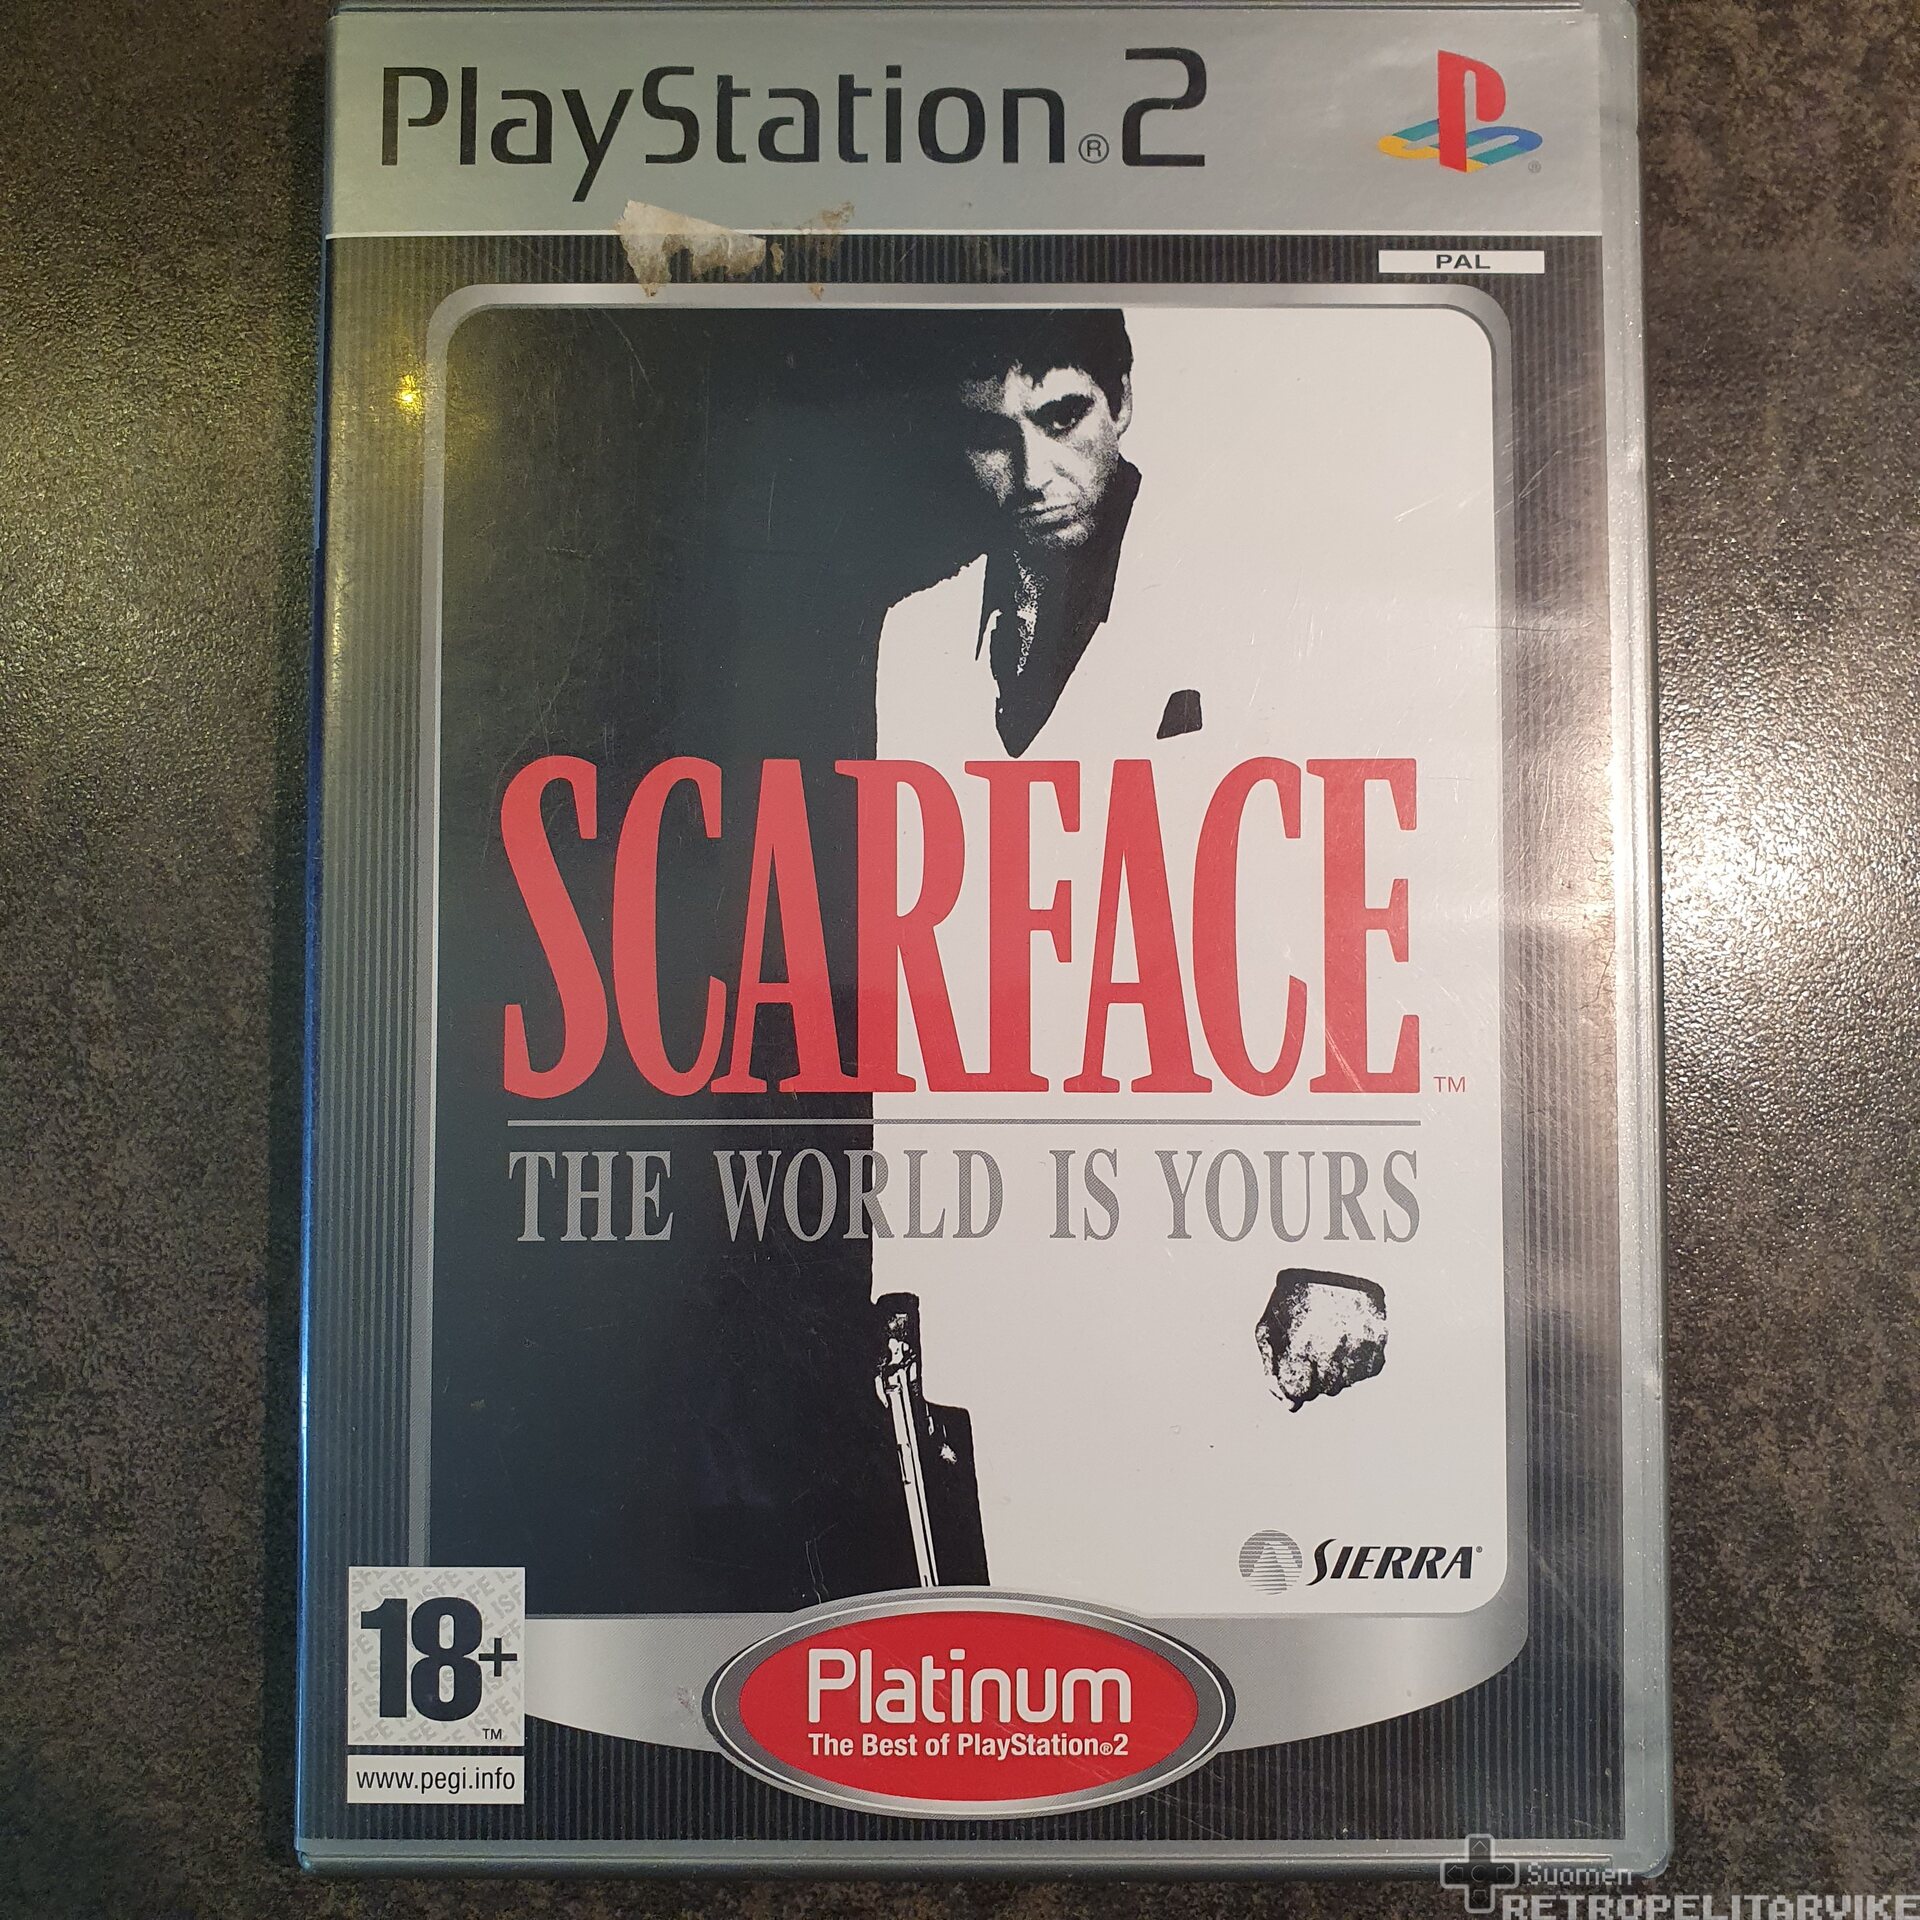 PlayStation®2
PAL
SCARFACE™
THE WORLD IS YOURS
SIERRA®
18+™
www.pegi.info
Platinum
The Best of PlayStation®2
Suomen
RETROPELITARVIKE